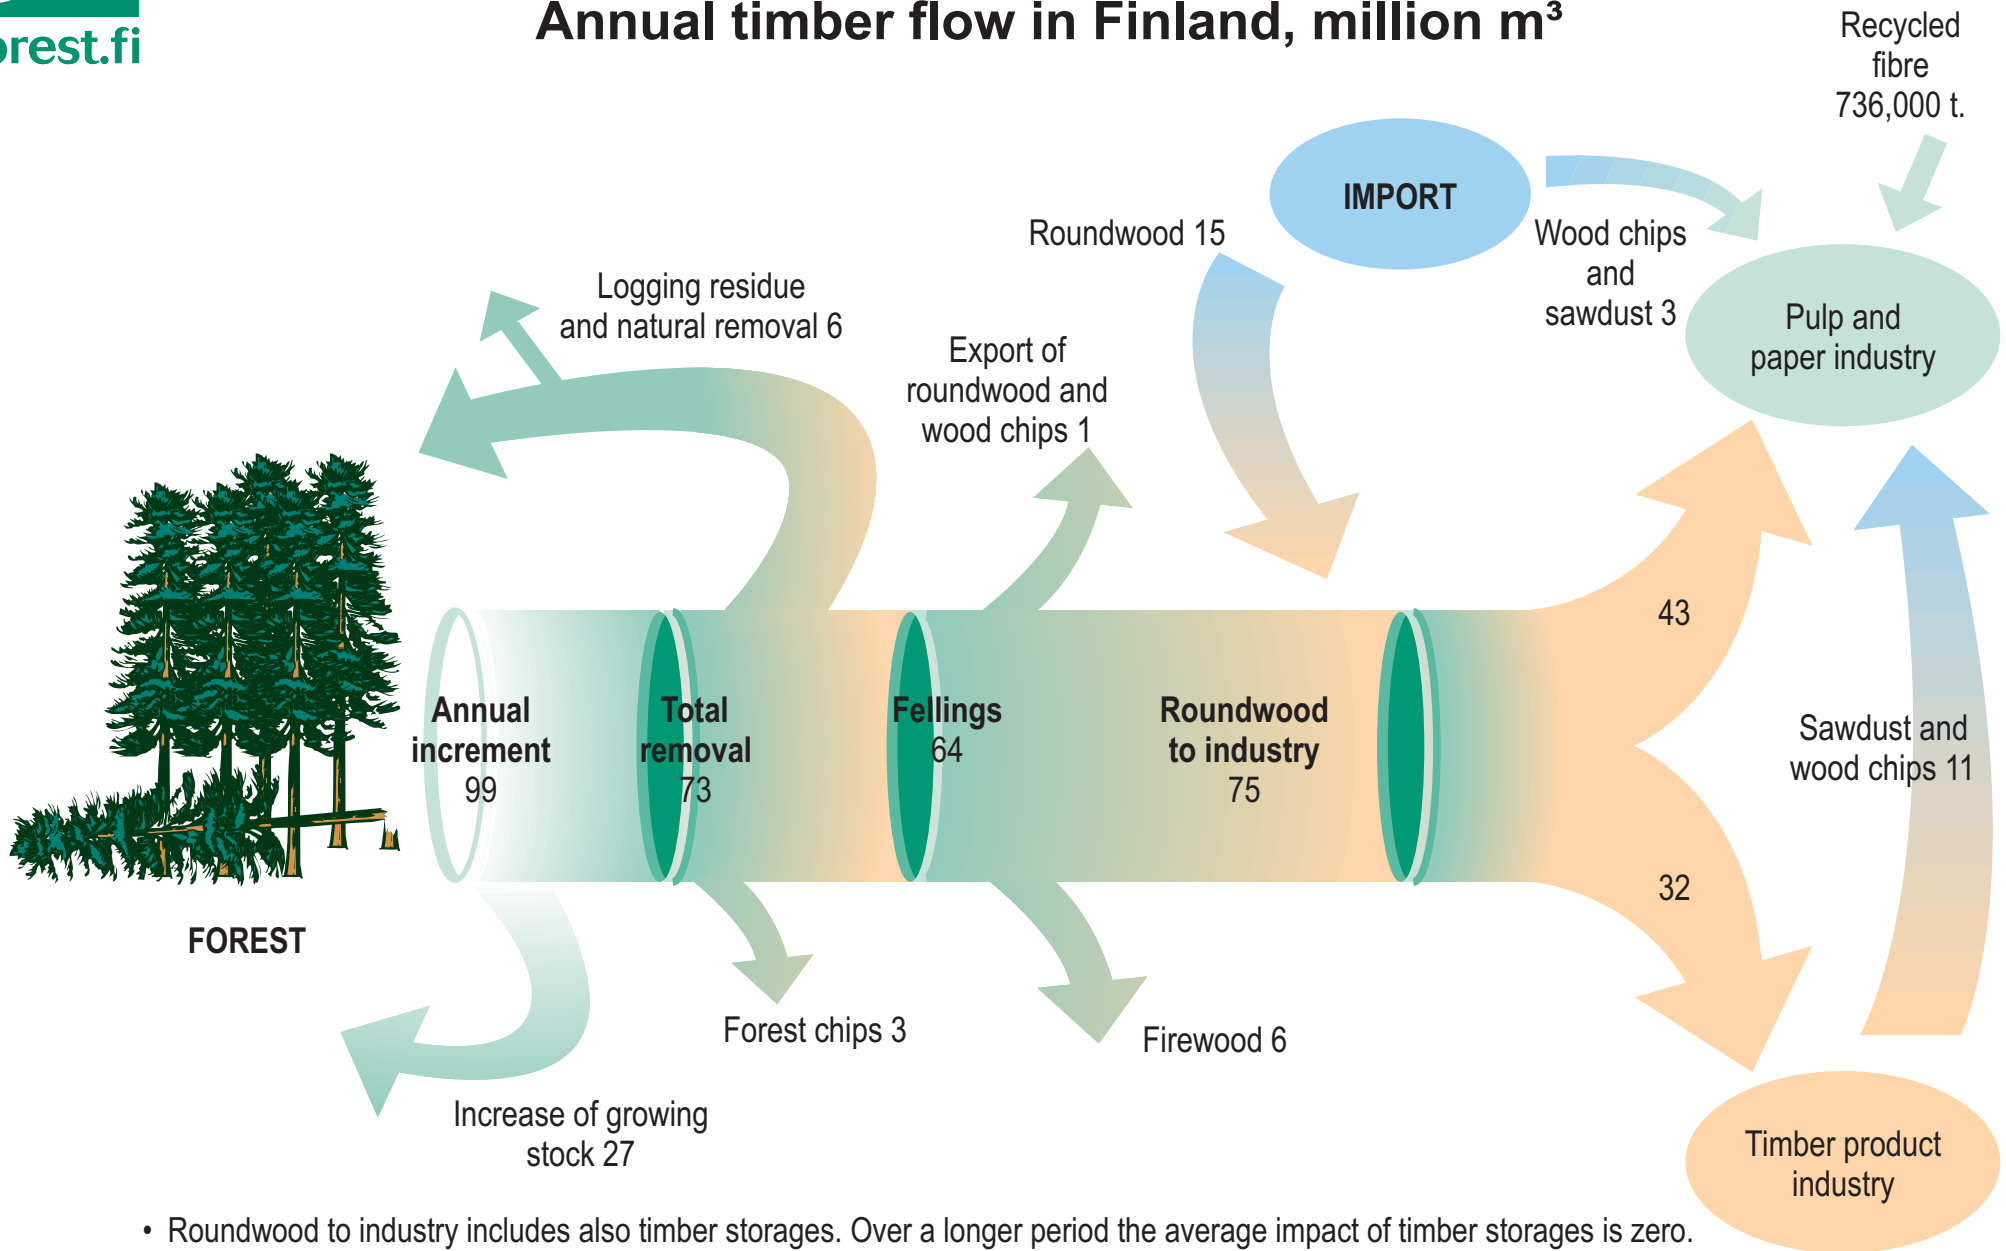 orest.fi
Annual timber flow in Finland, million m³
Recycled
fibre
736,000 t.
IMPORT
Roundwood 15
Wood chips
and
sawdust 3
Logging residue
and natural removal 6
Export of
roundwood and
wood chips 1
Pulp and
paper industry
43
Annual
increment
99
Total
removal
73
Fellings
64
Roundwood
to industry
75
Sawdust and
wood chips 11
32
FOREST
Forest chips 3
Firewood 6
Increase of growing
stock 27
Timber product
industry
• Roundwood to industry includes also timber storages. Over a longer period the average impact of timber storages is zero.